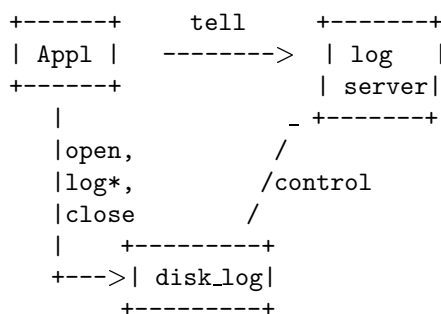 +------+      tell        +-------+
| Appl |   -------->   | log   |
+------+                  | server|
   |                   _ +-------+
   |open,             /
   |log*,            /control
   |close           /
   |    +---------+
   +--->| disk_log|
        +---------+